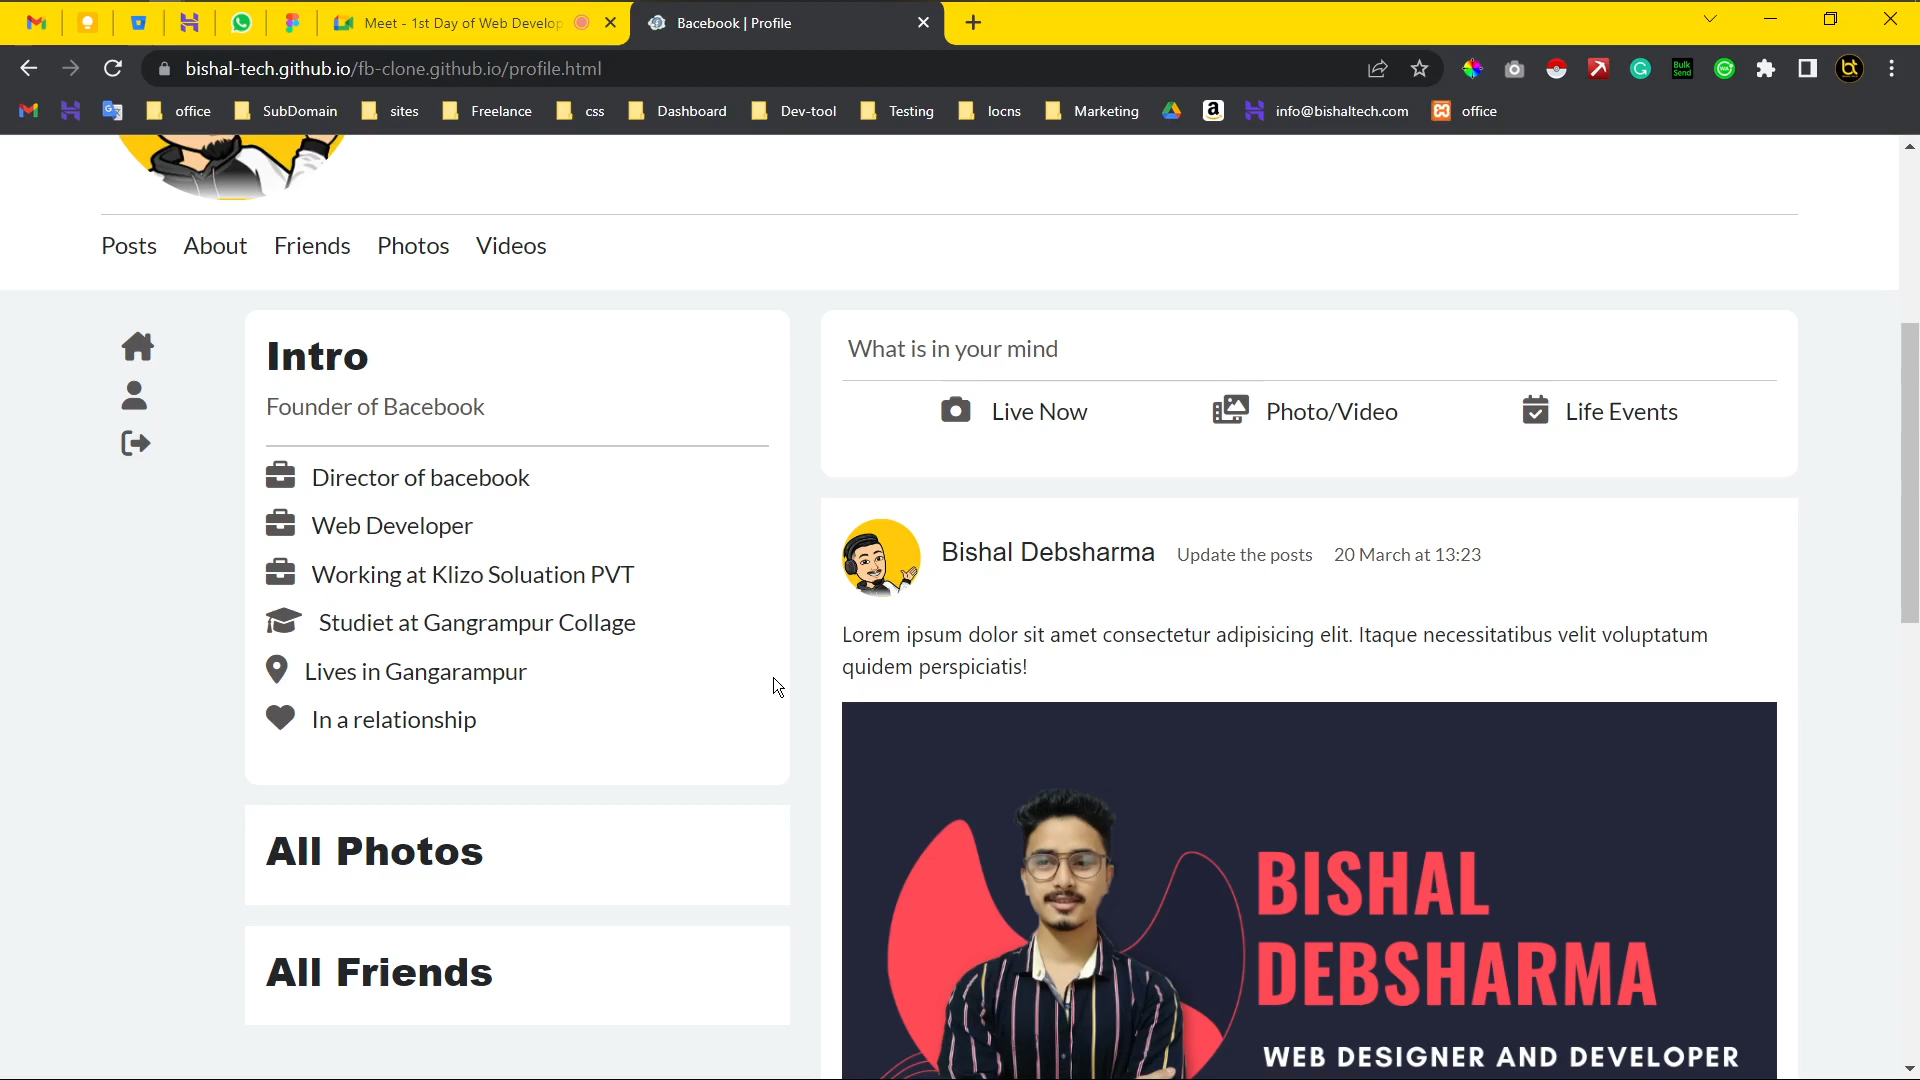 Meet - 1st Day of Web Develop
Bacebook | Profile
bishal-tech.github.io/fb-clone.github.io/profile.html
Bulk
Send
bt
office
SubDomain
sites
Freelance
css
Dashboard
Dev-tool
Testing
locns
Marketing
info@bishaltech.com
office
Posts About Friends Photos Videos
Intro
Founder of Bacebook
Director of bacebook
Web Developer
Working at Klizo Soluation PVT
Studiet at Gangrampur Collage
Lives in Gangarampur
In a relationship
All Photos
All Friends
What is in your mind
Live Now
Photo/Video
Life Events
Bishal Debsharma Update the posts 20 March at 13:23
Lorem ipsum dolor sit amet consectetur adipisicing elit. Itaque necessitatibus velit voluptatum
quidem perspiciatis!
BISHAL
DEBSHARMA
WEB DESIGNER AND DEVELOPER